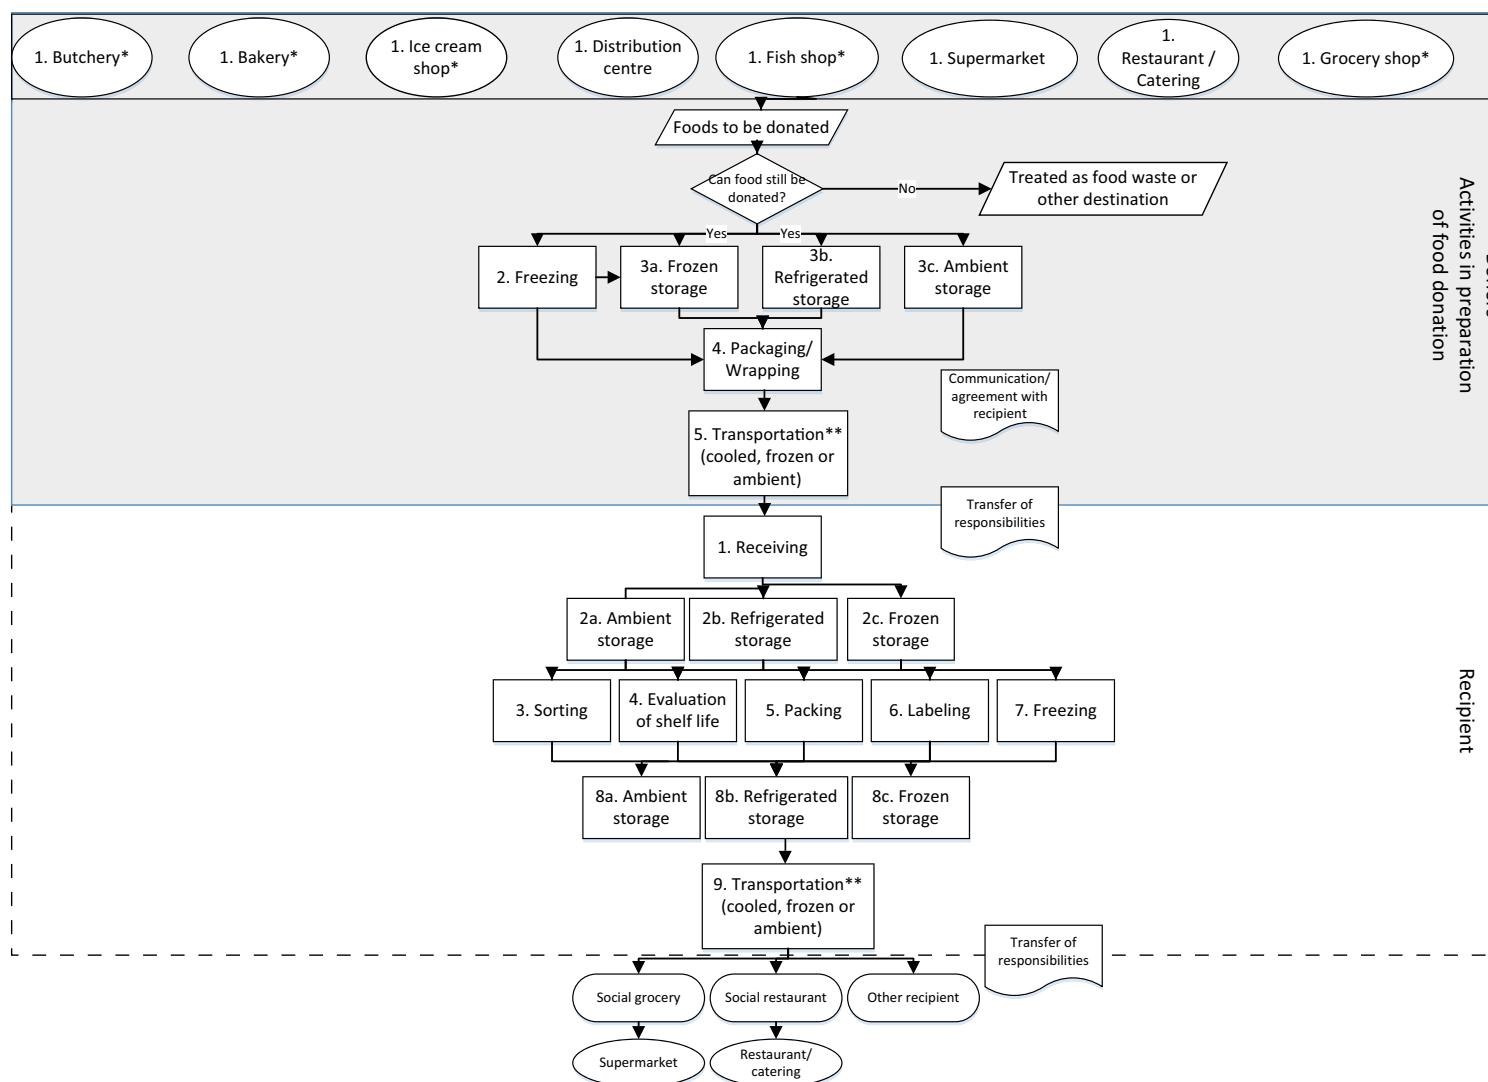 1. Butchery*
1. Bakery*
1. Ice cream
shop*
1. Distribution
centre
1. Fish shop*
1. Supermarket
1.
Restaurant /
Catering
1. Grocery shop*
Foods to be donated
Can food still be
donated?
No
Treated as food waste or
other destination
Yes
Yes
2. Freezing
3a. Frozen
storage
3b.
Refrigerated
storage
3c. Ambient
storage
4. Packaging/
Wrapping
Communication/
agreement with
recipient
5. Transportation**
(cooled, frozen or
ambient)
Activities in preparation
of food donation
Transfer of
responsibilities
1. Receiving
2a. Ambient
storage
2b. Refrigerated
storage
2c. Frozen
storage
3. Sorting
4. Evaluation
of shelf life
5. Packing
6. Labeling
7. Freezing
Recipient
8a. Ambient
storage
8b. Refrigerated
storage
8c. Frozen
storage
9. Transportation**
(cooled, frozen or
ambient)
Transfer of
responsibilities
Social grocery
Social restaurant
Other recipient
Supermarket
Restaurant/
catering